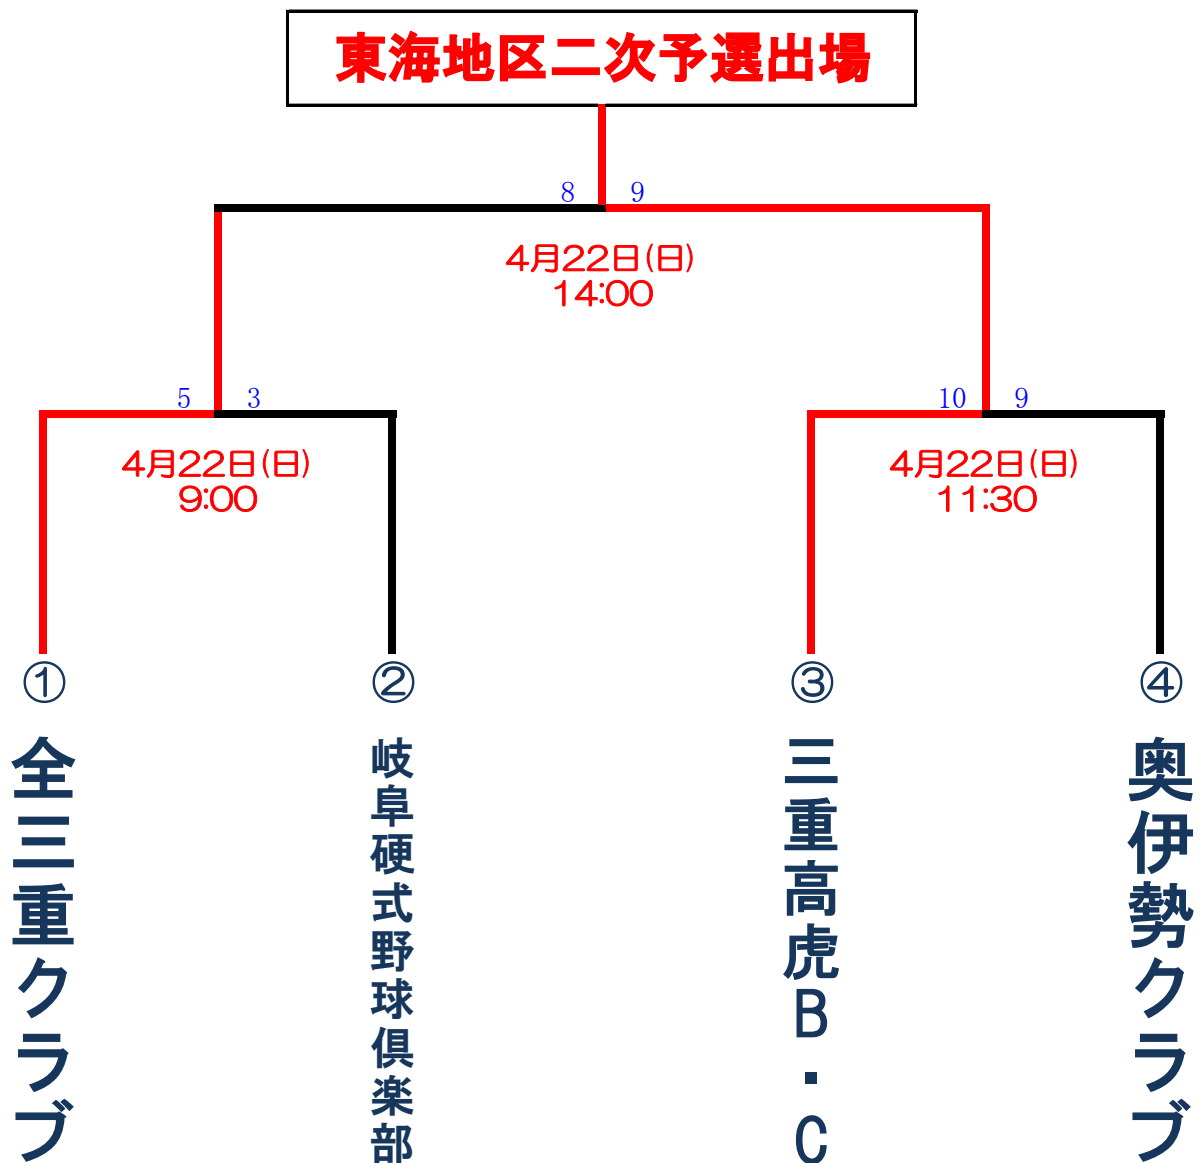 東海地区二次予選出場
8 9
4月22日(日)
14:00
5 3
10 9
4月22日(日)
9:00
4月22日(日)
11:30
①
②
③
④
全三重クラブ
岐阜硬式野球倶楽部
三重高虎B・C
奥伊勢クラブ